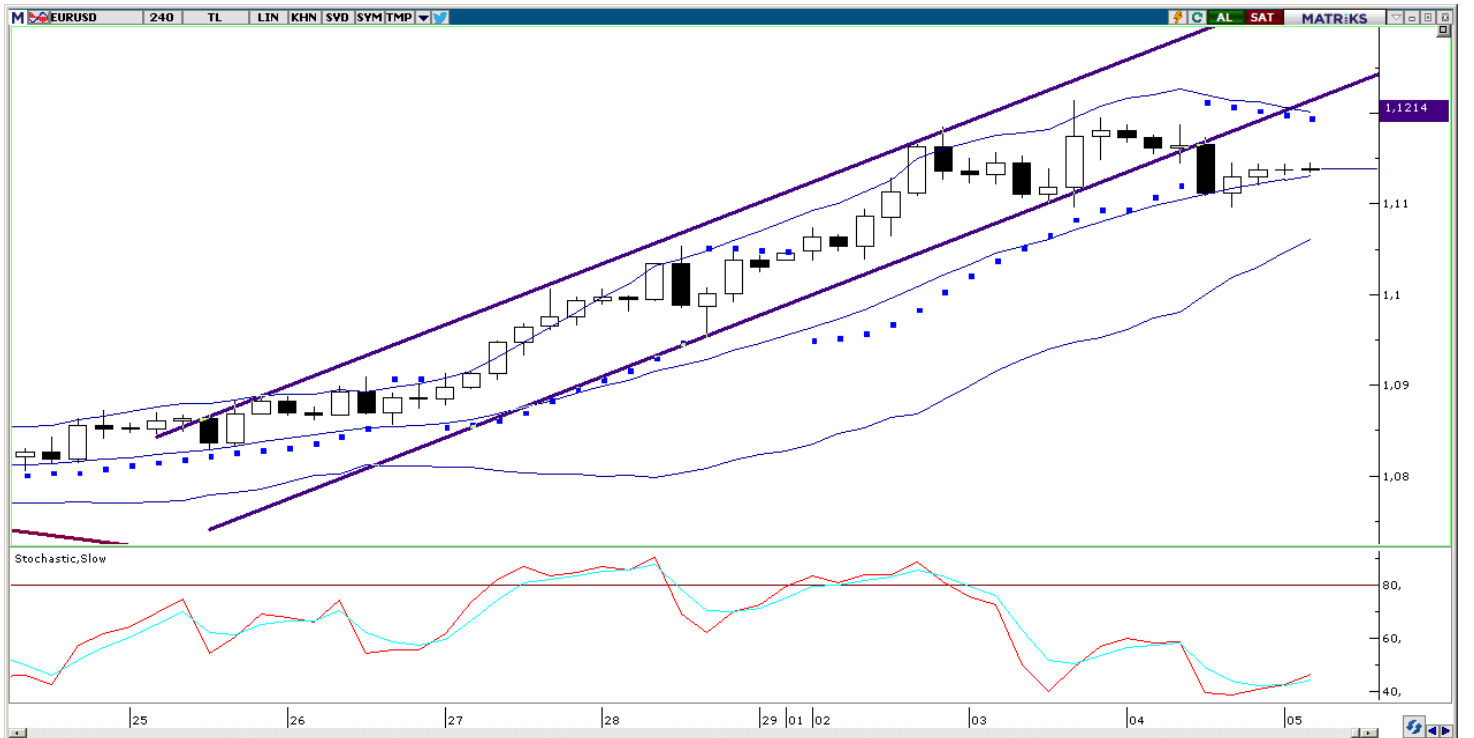 M EURUSD 240 TL LIN KHN SVD SYM TMP C AL SAT MATRiKS
1,1214
1,11
1,1
1,09
1,08
Stochastic,Slow
80,
60,
40,
25 26 27 28 29 01 02 03 04 05